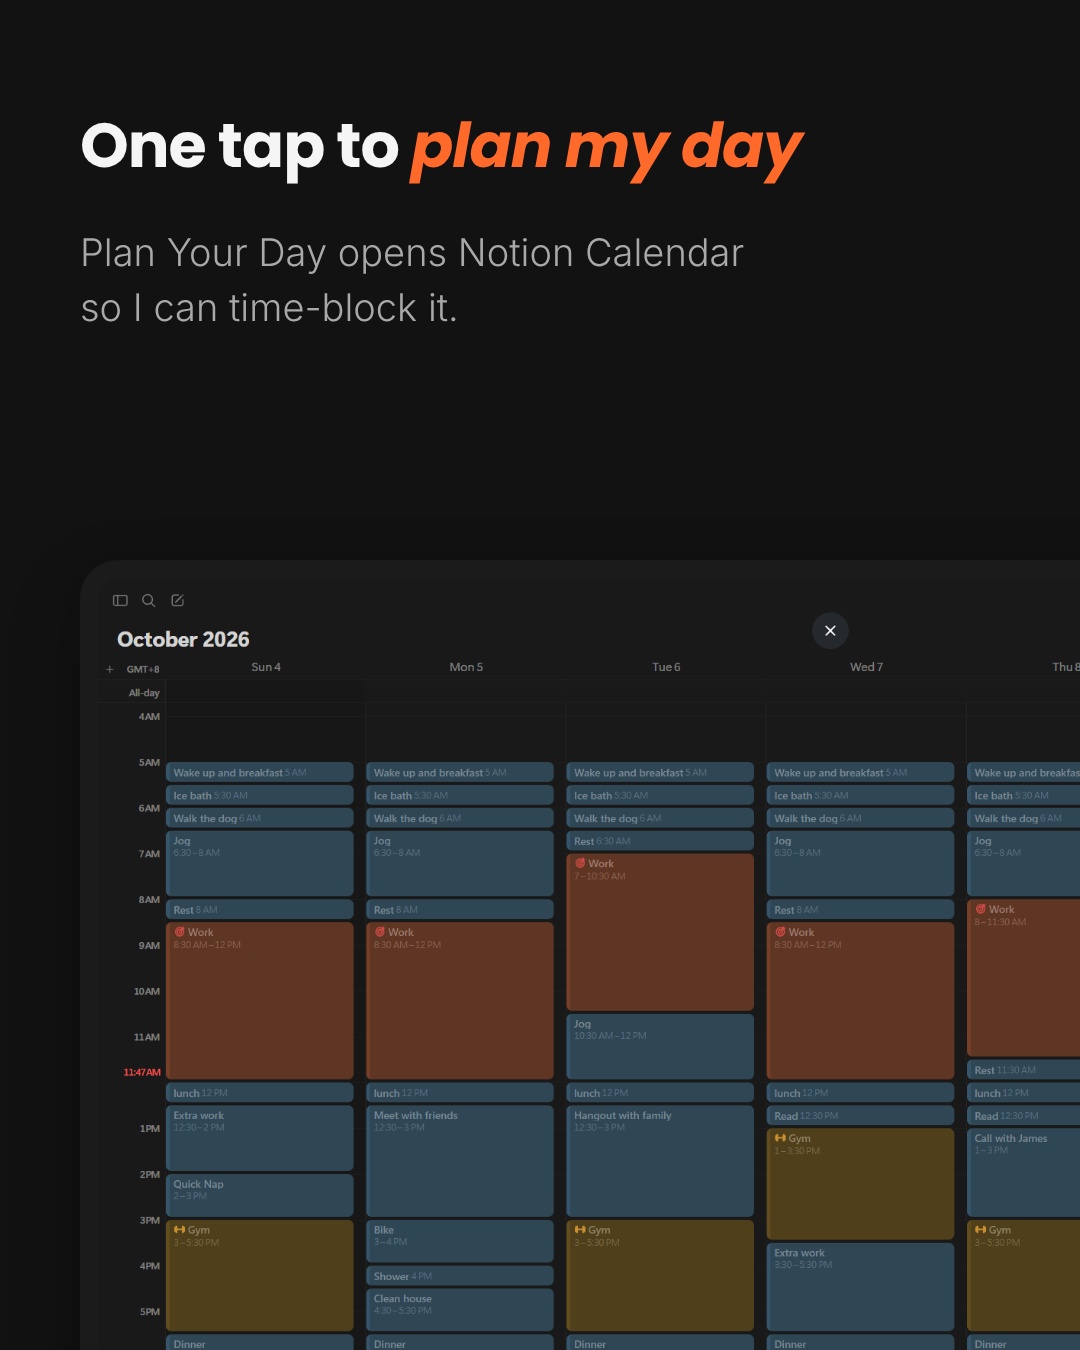 One tap to plan my day
Plan Your Day opens Notion Calendar
so I can time-block it.
October 2026
GMT+8
Sun 4
Mon 5
Tue 6
Wed 7
Thu 8
All-day
4AM
5AM
6AM
7AM
8AM
9AM
10AM
11AM
11:47AM
1PM
2PM
3PM
4PM
5PM
Wake up and breakfast 5 AM
Ice bath 5:30 AM
Walk the dog 6 AM
Jog
6:30–8 AM
Rest 8 AM
Work
8:30 AM–12 PM
lunch 12 PM
Extra work
12:30–2 PM
Quick Nap
2–3 PM
Gym
3–5:30 PM
Dinner
Wake up and breakfast 5 AM
Ice bath 5:30 AM
Walk the dog 6 AM
Jog
6:30–8 AM
Rest 8 AM
Work
8:30 AM–12 PM
lunch 12 PM
Meet with friends
12:30–3 PM
Bike
3–4 PM
Shower 4 PM
Clean house
4:30–5:30 PM
Dinner
Wake up and breakfast 5 AM
Ice bath 5:30 AM
Walk the dog 6 AM
Rest 6:30 AM
Work
7–10:30 AM
Jog
10:30 AM–12 PM
lunch 12 PM
Hangout with family
12:30–3 PM
Gym
3–5:30 PM
Dinner
Wake up and breakfast 5 AM
Ice bath 5:30 AM
Walk the dog 6 AM
Jog
6:30–8 AM
Rest 8 AM
Work
8:30 AM–12 PM
lunch 12 PM
Read 12:30 PM
Gym
1–3:30 PM
Extra work
3:30–5:30 PM
Dinner
Wake up and breakfas
Ice bath 5:30 AM
Walk the dog 6 AM
Jog
6:30–8 AM
Work
8–11:30 AM
Rest 11:30 AM
lunch 12 PM
Read 12:30 PM
Call with James
1–3 PM
Gym
3–5:30 PM
Dinner